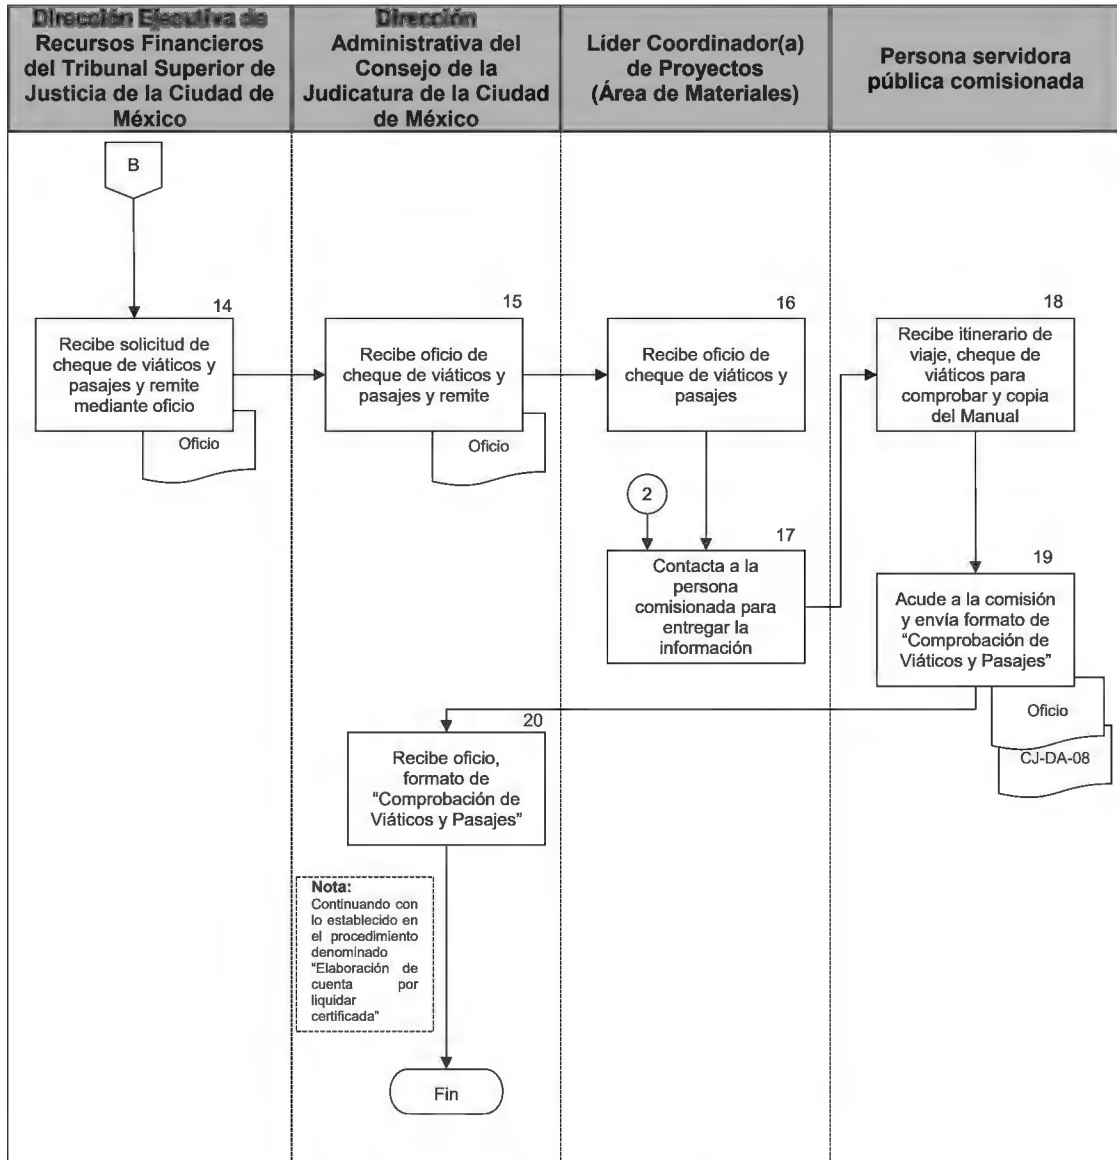 Dirección Ejecutiva de
Recursos Financieros
del Tribunal Superior de
Justicia de la Ciudad de
México
Dirección
Administrativa del
Consejo de la
Judicatura de la Ciudad
de México
Líder Coordinador(a)
de Proyectos
(Área de Materiales)
Persona servidora
pública comisionada
B
14
Recibe solicitud de
cheque de viáticos y
pasajes y remite
mediante oficio
Oficio
15
Recibe oficio de
cheque de viáticos y
pasajes y remite
Oficio
16
Recibe oficio de
cheque de viáticos y
pasajes
2
17
Contacta a la
persona
comisionada para
entregar la
información
18
Recibe itinerario de
viaje, cheque de
viáticos para
comprobar y copia
del Manual
19
Acude a la comisión
y envía formato de
“Comprobación de
Viáticos y Pasajes”
Oficio
CJ-DA-08
20
Recibe oficio,
formato de
“Comprobación de
Viáticos y Pasajes”
Nota:
Continuando con
lo establecido en
el procedimiento
denominado
“Elaboración de
cuenta por
liquidar
certificada”
Fin